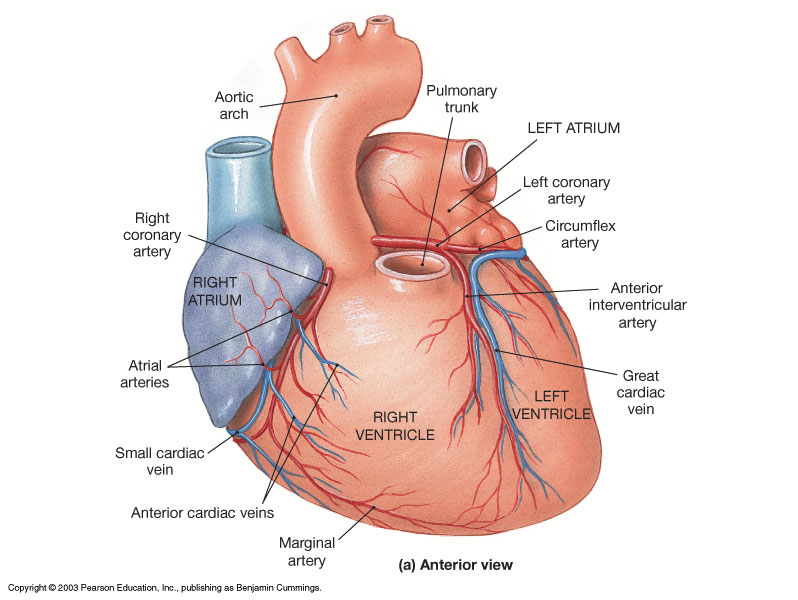 Aortic
arch
Pulmonary
trunk
LEFT ATRIUM
Left coronary
artery
Right
coronary
artery
Circumflex
artery
RIGHT
ATRIUM
Anterior
interventricular
artery
Atrial
arteries
Great
cardiac
vein
LEFT
VENTRICLE
RIGHT
VENTRICLE
Small cardiac
vein
Anterior cardiac veins
Marginal
artery
(a) Anterior view
Copyright © 2003 Pearson Education, Inc., publishing as Benjamin Cummings.